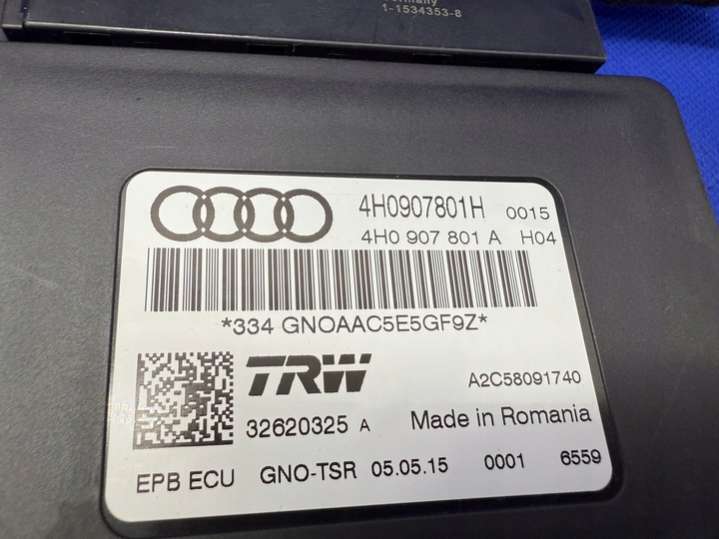 1-1534353-8
4H0907801H 0015
4H0 907 801 A H04
*334 GNOAAC5E5GF9Z*
TRW
A2C58091740
32620325 A Made in Romania
EPB ECU GNO-TSR 05.05.15 0001 6559